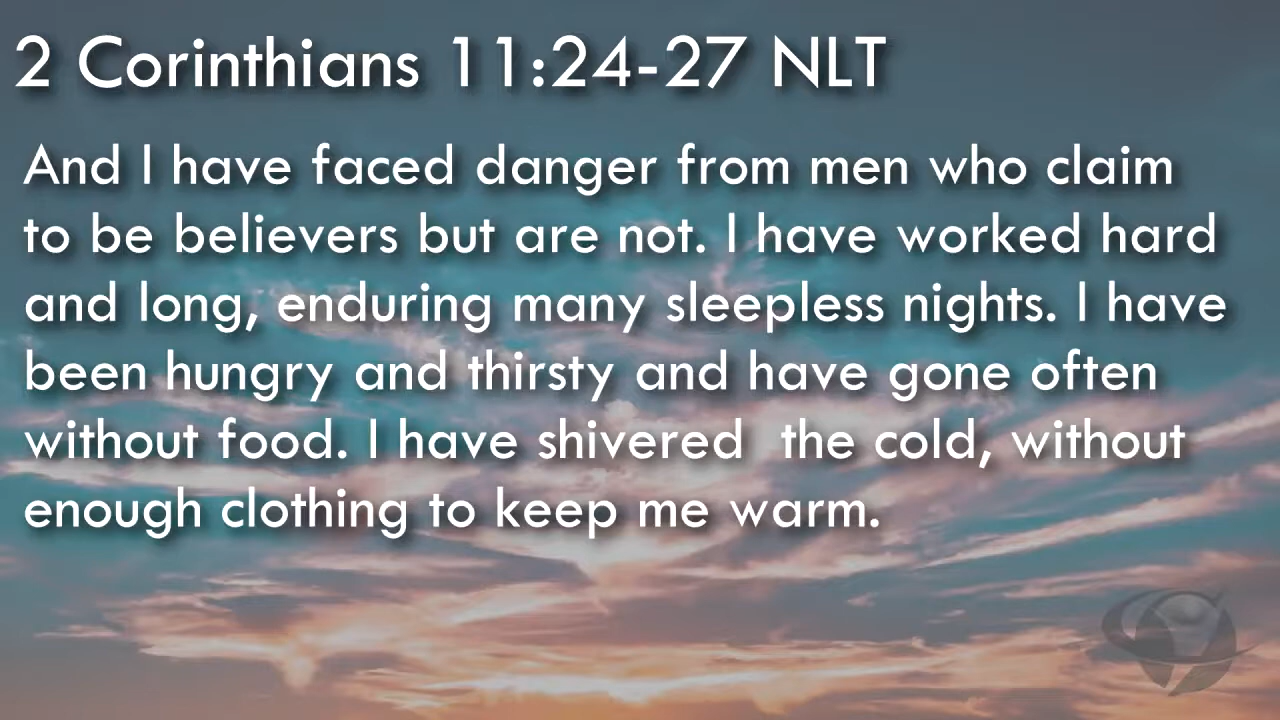 2 Corinthians 11:24-27 NLT
And I have faced danger from men who claim
to be believers but are not. I have worked hard
and long, enduring many sleepless nights. I have
been hungry and thirsty and have gone often
without food. I have shivered  the cold, without
enough clothing to keep me warm.